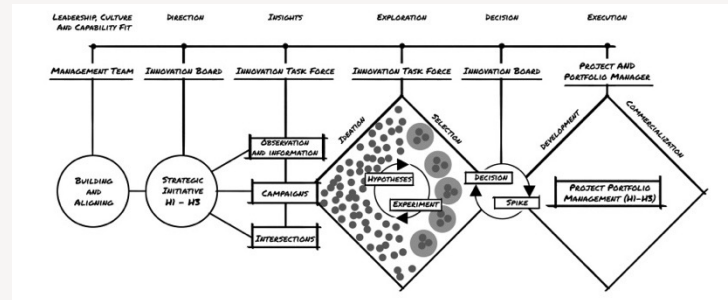 LEADERSHIP, CULTURE
AND CAPABILITY FIT
DIRECTION
INSIGHTS
EXPLORATION
DECISION
EXECUTION
MANAGEMENT TEAM
INNOVATION BOARD
INNOVATION TASK FORCE
INNOVATION TASK FORCE
INNOVATION BOARD
PROJECT AND
PORTFOLIO MANAGER
BUILDING
AND
ALIGNING
STRATEGIC
INITIATIVE
H1 – H3
OBSERVATION
AND INFORMATION
CAMPAIGNS
INTERSECTIONS
IDEATION
SELECTION
HYPOTHESES
EXPERIMENT
DECISION
SPIKE
DEVELOPMENT
COMMERCIALIZATION
PROJECT PORTFOLIO
MANAGEMENT (H1-H3)